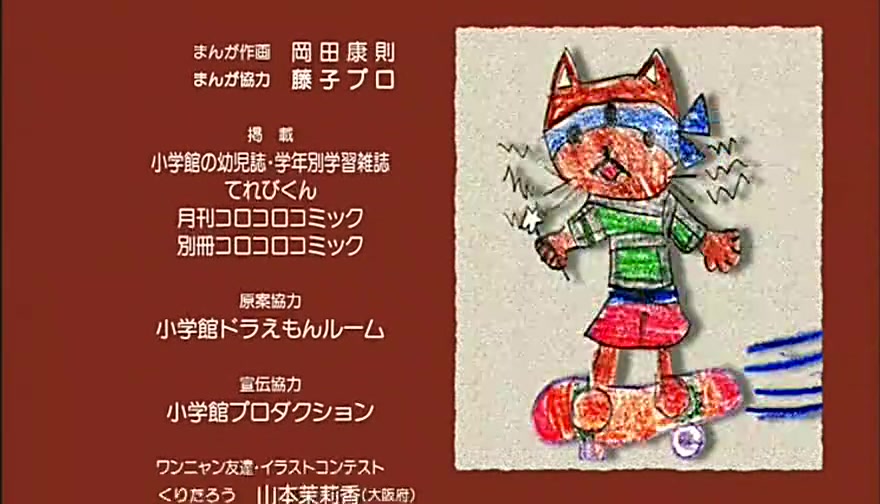 まんが作画 岡田康則
まんが協力 藤子プロ
掲 載
小学館の幼児誌・学年別学習雑誌
てれびくん
月刊コロコロコミック
別冊コロコロコミック
原案協力
小学館ドラえもんルーム
宣伝協力
小学館プロダクション
ワンニャン友達・イラストコンテスト
くりたろう 山本茉莉香(大阪府)